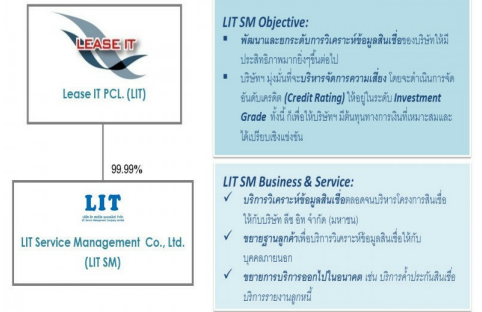 LEASE IT
Lease IT PCL. (LIT)
99.99%
LIT
LIT Service Management Co., Ltd.
(LIT SM)
LIT SM Objective:
พัฒนาและยกระดับการวิเคราะห์ข้อมูลสินเชื่อของบริษัทให้มี
ประสิทธิภาพมากยิ่งๆขึ้นต่อไป
บริษัทฯ มุ่งมั่นที่จะบริหารจัดการความเสี่ยง โดยจะดำเนินการจัด
อันดับเครดิต (Credit Rating) ให้อยู่ในระดับ Investment
Grade ทั้งนี้ ก็เพื่อให้บริษัทฯ มีต้นทุนทางการเงินที่เหมาะสมและ
ได้เปรียบเชิงแข่งขัน
LIT SM Business & Service:
✓ บริการวิเคราะห์ข้อมูลสินเชื่อตลอดจนบริหารโครงการสินเชื่อ
ให้กับบริษัท ลีซ อิท จำกัด (มหาชน)
✓ ขยายฐานลูกค้าเพื่อบริการวิเคราะห์ข้อมูลสินเชื่อให้กับ
บุคคลภายนอก
✓ ขยายการบริการออกไปในอนาคต เช่น บริการค้ำประกันสินเชื่อ
บริการรายงานลูกหนี้